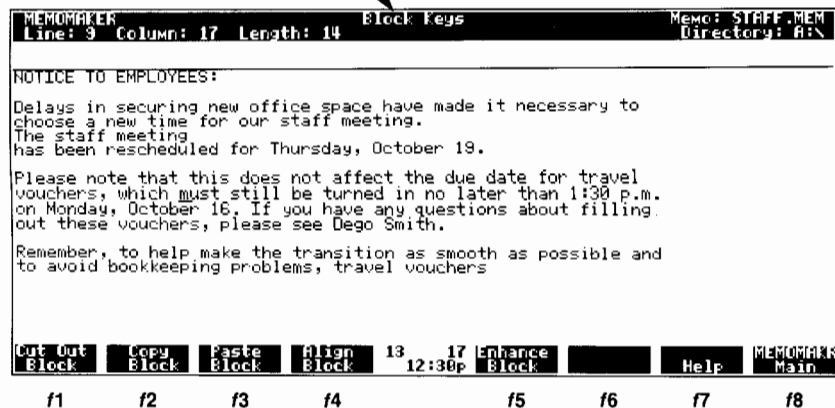 MEMOMAKER Block Keys Memo: STAFF.MEM
Line: 9 Column: 17 Length: 14 Directory: A:\
NOTICE TO EMPLOYEES:
Delays in securing new office space have made it necessary to
choose a new time for our staff meeting.
The staff meeting
has been rescheduled for Thursday, October 19.
Please note that this does not affect the due date for travel
vouchers, which must still be turned in no later than 1:30 p.m.
on Monday, October 16. If you have any questions about filling
out these vouchers, please see Dego Smith.
Remember, to help make the transition as smooth as possible and
to avoid bookkeeping problems, travel vouchers
Cut Out Copy Paste Align 13 17 Enhance MEMOMAKR
Block Block Block Block 12:30p Block Help Main
f1 f2 f3 f4 f5 f6 f7 f8